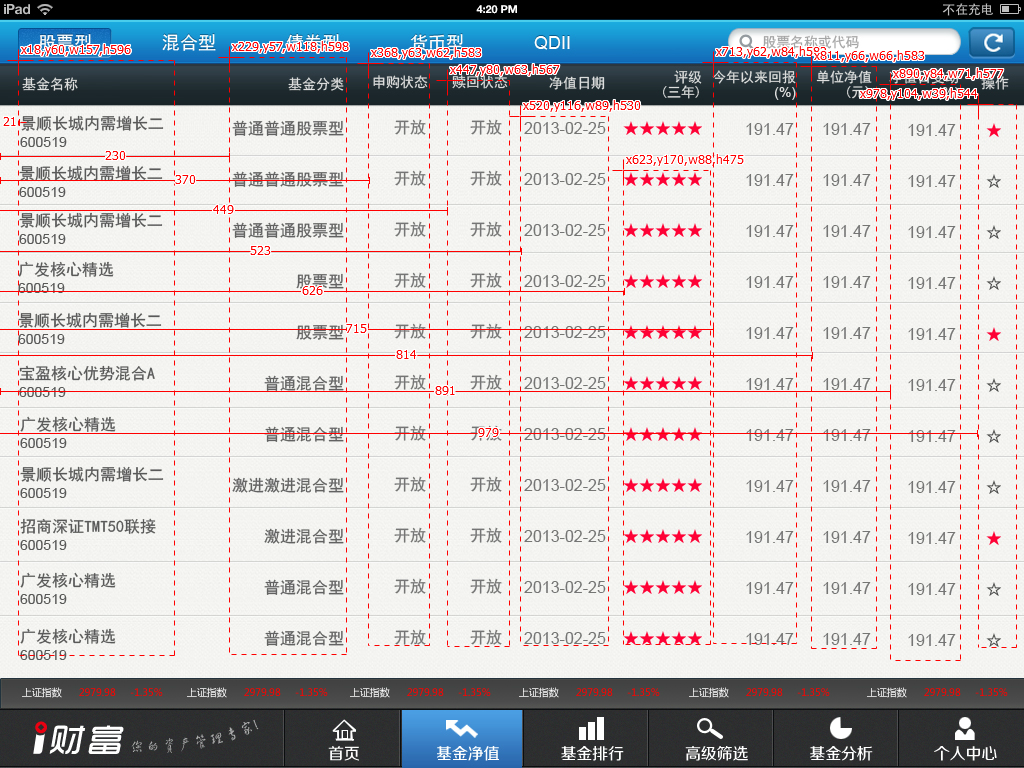 iPad 4:20 PM 不在充电
股票型 混合型 债券型 货币型 QDII 股票名称或代码
x18,y60,w157,h596 x229,y57,w118,h598 x368,y63,w62,h583 x447,y80,w63,h567 x713,y62,w84,h583 x811,y66,w66,h583 x890,y84,w71,h577 x978,y104,w39,h544
基金名称 基金分类 申购状态 赎回状态 净值日期 评级(三年) 今年以来回报(%) 单位净值(元) 操作
x520,y116,w89,h530
21 景顺长城内需增长二 普通普通股票型 开放 开放 2013-02-25 ★★★★★ 191.47 191.47 191.47 ★
600519
230 x623,y170,w88,h475
景顺长城内需增长二 普通普通股票型 开放 开放 2013-02-25 ★★★★★ 191.47 191.47 191.47 ☆
370
600519
449
景顺长城内需增长二 普通普通股票型 开放 开放 2013-02-25 ★★★★★ 191.47 191.47 191.47 ☆
600519
523
广发核心精选 股票型 开放 开放 2013-02-25 ★★★★★ 191.47 191.47 191.47 ☆
600519
626
景顺长城内需增长二 股票型 开放 开放 2013-02-25 ★★★★★ 191.47 191.47 191.47 ★
715
600519
814
宝盈核心优势混合A 普通混合型 开放 开放 2013-02-25 ★★★★★ 191.47 191.47 191.47 ☆
600519
891
广发核心精选 普通混合型 开放 开放 2013-02-25 ★★★★★ 191.47 191.47 191.47 ☆
979
600519
景顺长城内需增长二 激进激进混合型 开放 开放 2013-02-25 ★★★★★ 191.47 191.47 191.47 ☆
600519
招商深证TMT50联接 激进混合型 开放 开放 2013-02-25 ★★★★★ 191.47 191.47 191.47 ★
600519
广发核心精选 普通混合型 开放 开放 2013-02-25 ★★★★★ 191.47 191.47 191.47 ☆
600519
广发核心精选 普通混合型 开放 开放 2013-02-25 ★★★★★ 191.47 191.47 191.47 ☆
600519
上证指数 2979.98 上证指数 2979.98 上证指数 2979.98 上证指数 2979.98 上证指数 2979.98 上证指数 2979.98
i财富 你的资产管理专家! 首页 基金净值 基金排行 高级筛选 基金分析 个人中心